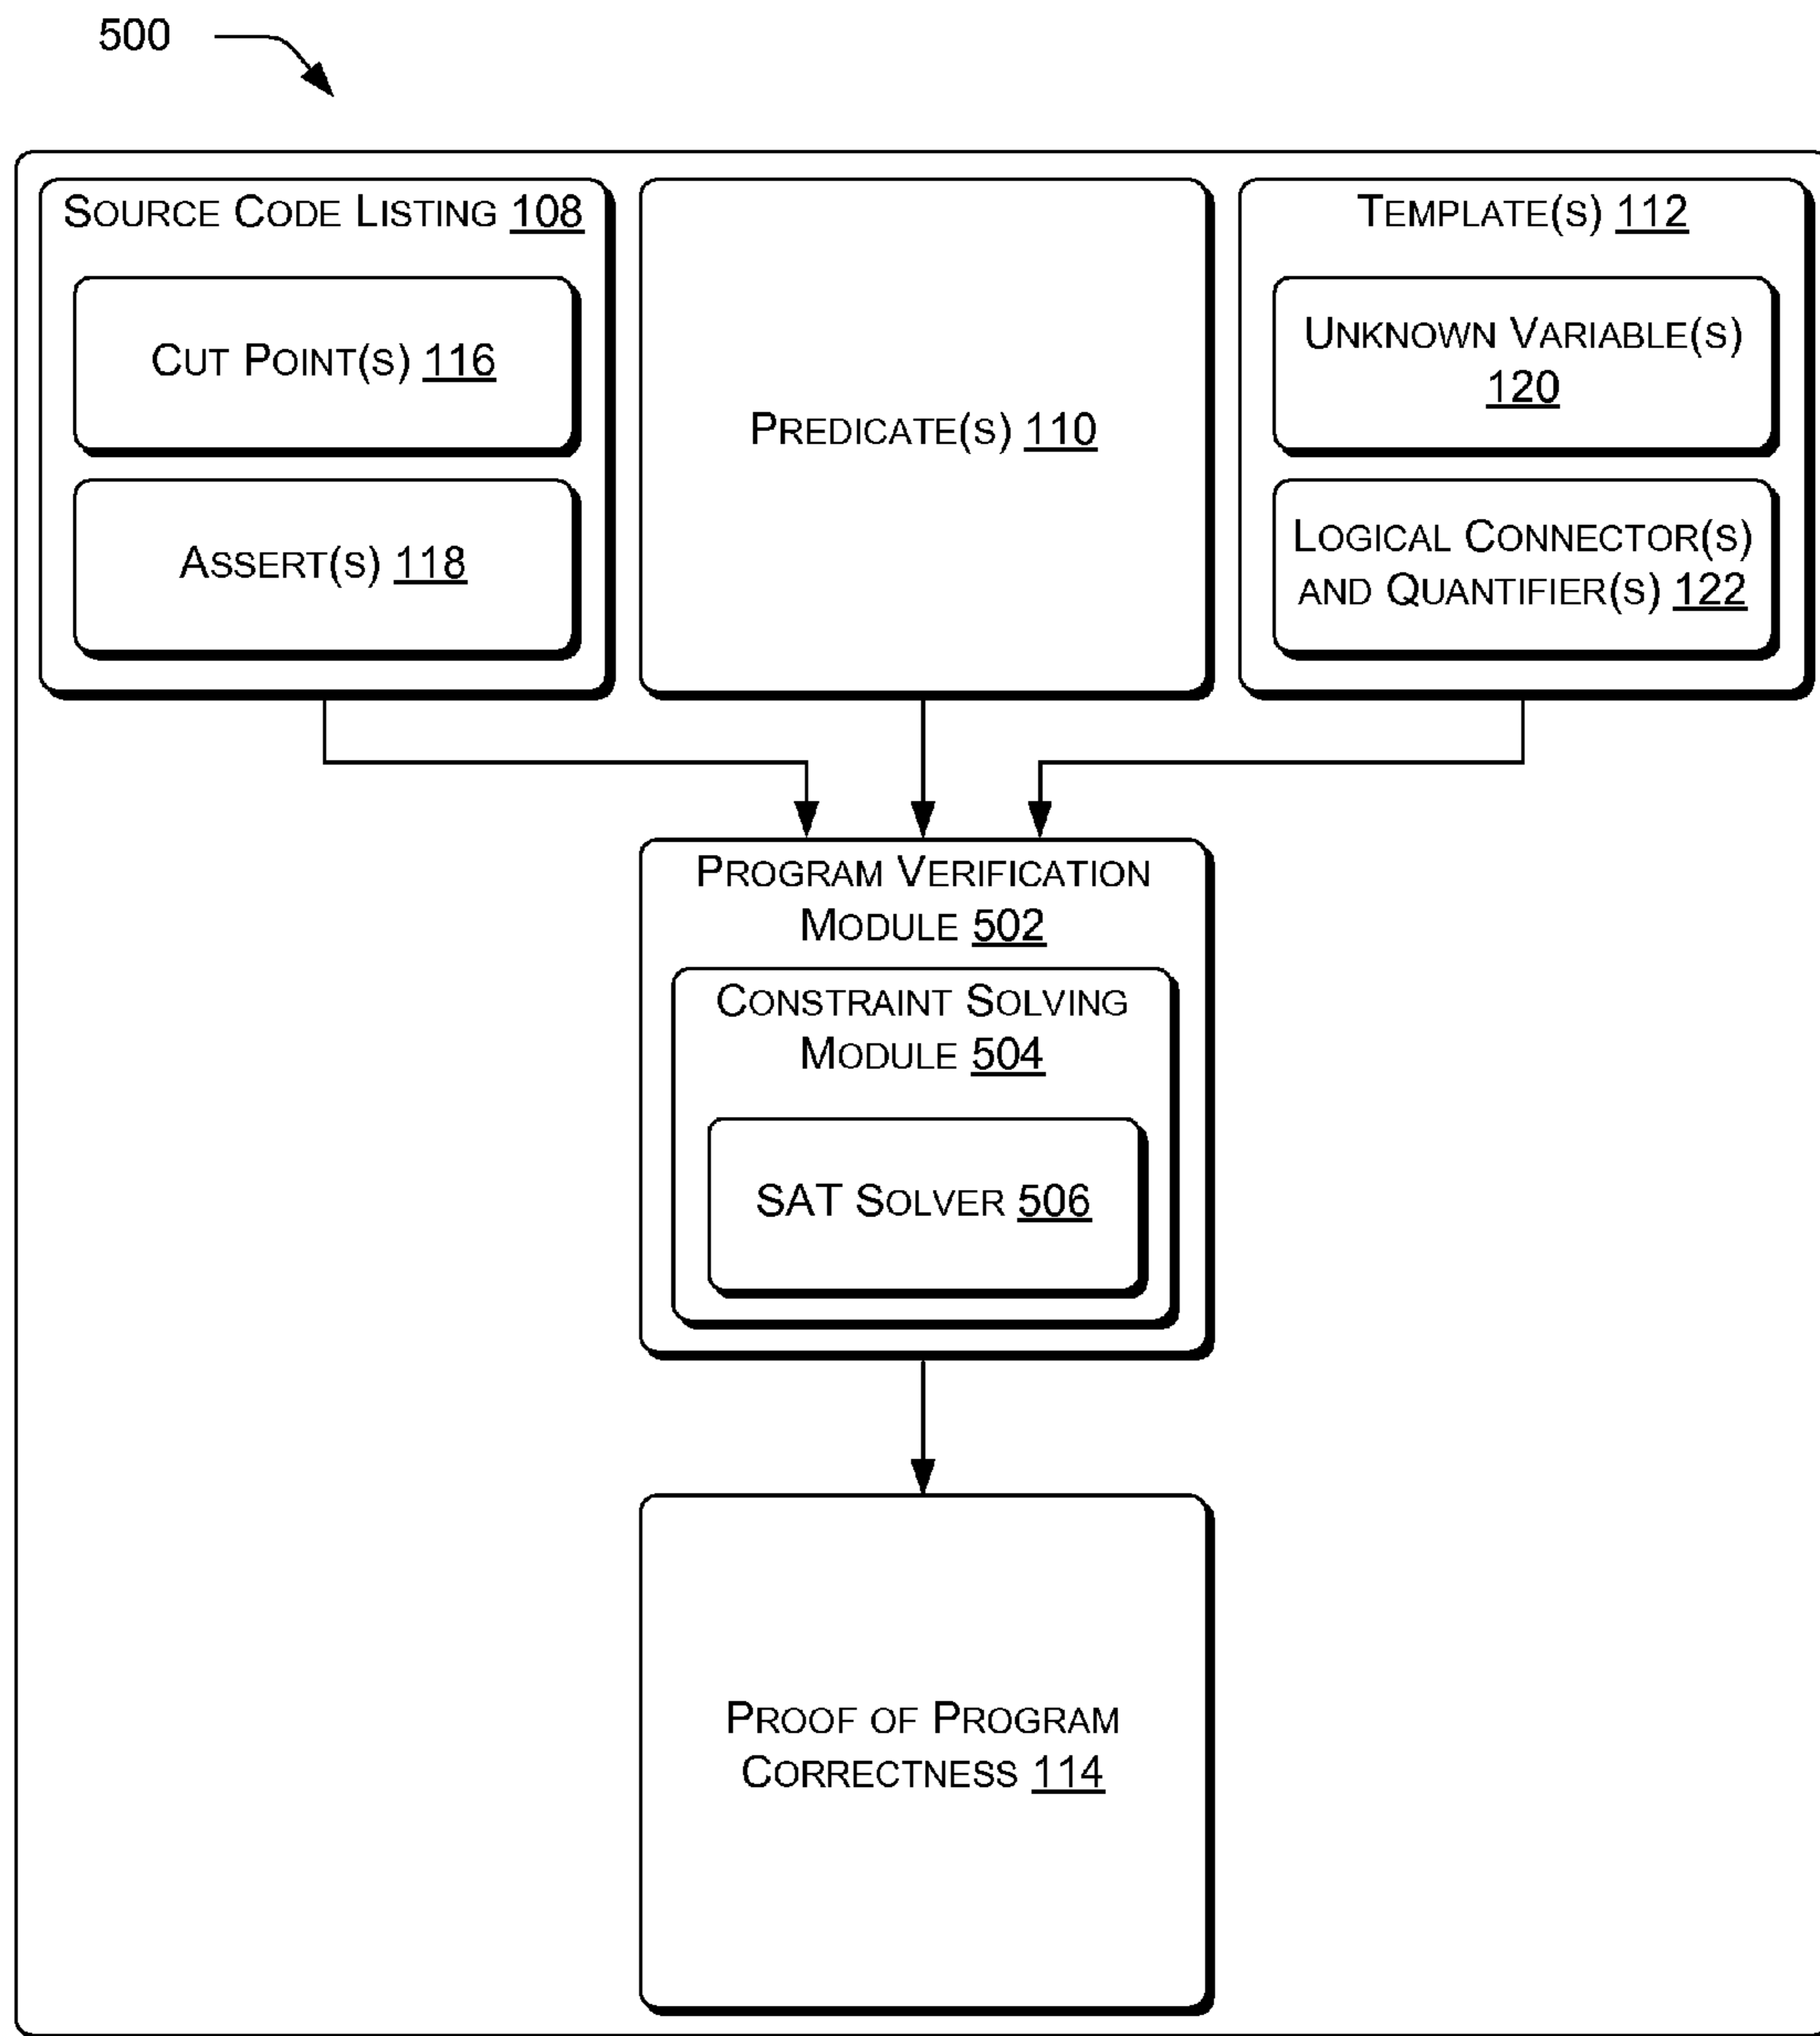 500
SOURCE CODE LISTING 108
CUT POINT(S) 116
ASSERT(S) 118
PREDICATE(S) 110
TEMPLATE(S) 112
UNKNOWN VARIABLE(S)
120
LOGICAL CONNECTOR(S)
AND QUANTIFIER(S) 122
PROGRAM VERIFICATION
MODULE 502
CONSTRAINT SOLVING
MODULE 504
SAT SOLVER 506
PROOF OF PROGRAM
CORRECTNESS 114